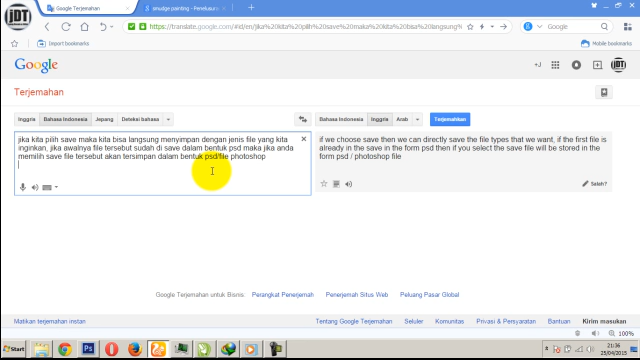 JDT
Google Terjemahan
smudge painting - Penelusura
https://translate.google.com/#id/en/jika%20kita%20pilih%20save%20maka%20kita%20bisa%20langsung%
Google
Import bookmarks
Mobile bookmarks
Google
+J
Terjemahan
Inggris Bahasa Indonesia Jepang Deteksi bahasa
Bahasa Indonesia Inggris Arab Terjemahkan
jika kita pilih save maka kita bisa langsung menyimpan dengan jenis file yang kita
inginkan, jika awalnya file tersebut sudah di save dalam bentuk psd maka jika anda
memilih save file tersebut akan tersimpan dalam bentuk psd/file photoshop
if we choose save then we can directly save the file types that we want, if the first file is
already in the save in the form psd then if you select the save file will be stored in the
form psd / photoshop file
Salah?
Google Terjemahan untuk Bisnis: Perangkat Penerjemah Penerjemah Situs Web Peluang Pasar Global
Matikan terjemahan instan Tentang Google Terjemahan Seluler Komunitas Privasi & Persyaratan Bantuan Kirim masukan
100%
Start
Ps
21:36
25/04/2015